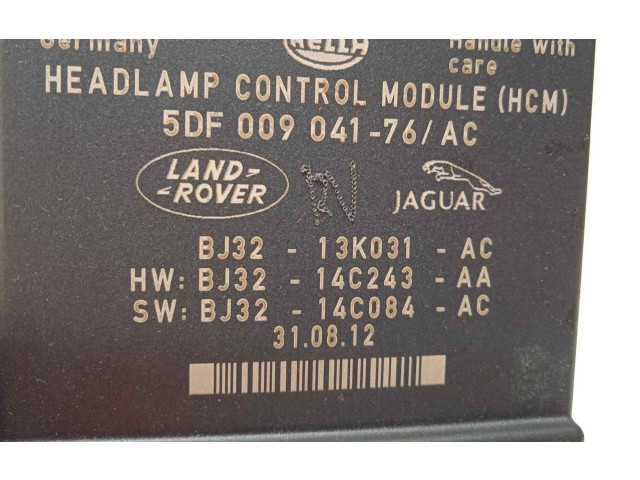 Germany HELLA Handle with
care
HEADLAMP CONTROL MODULE (HCM)
5DF 009 041-76/AC
LAND-
-ROVER
JAGUAR
BJ32 - 13K031 - AC
HW: BJ32 - 14C243 - AA
SW: BJ32 - 14C084 - AC
31.08.12